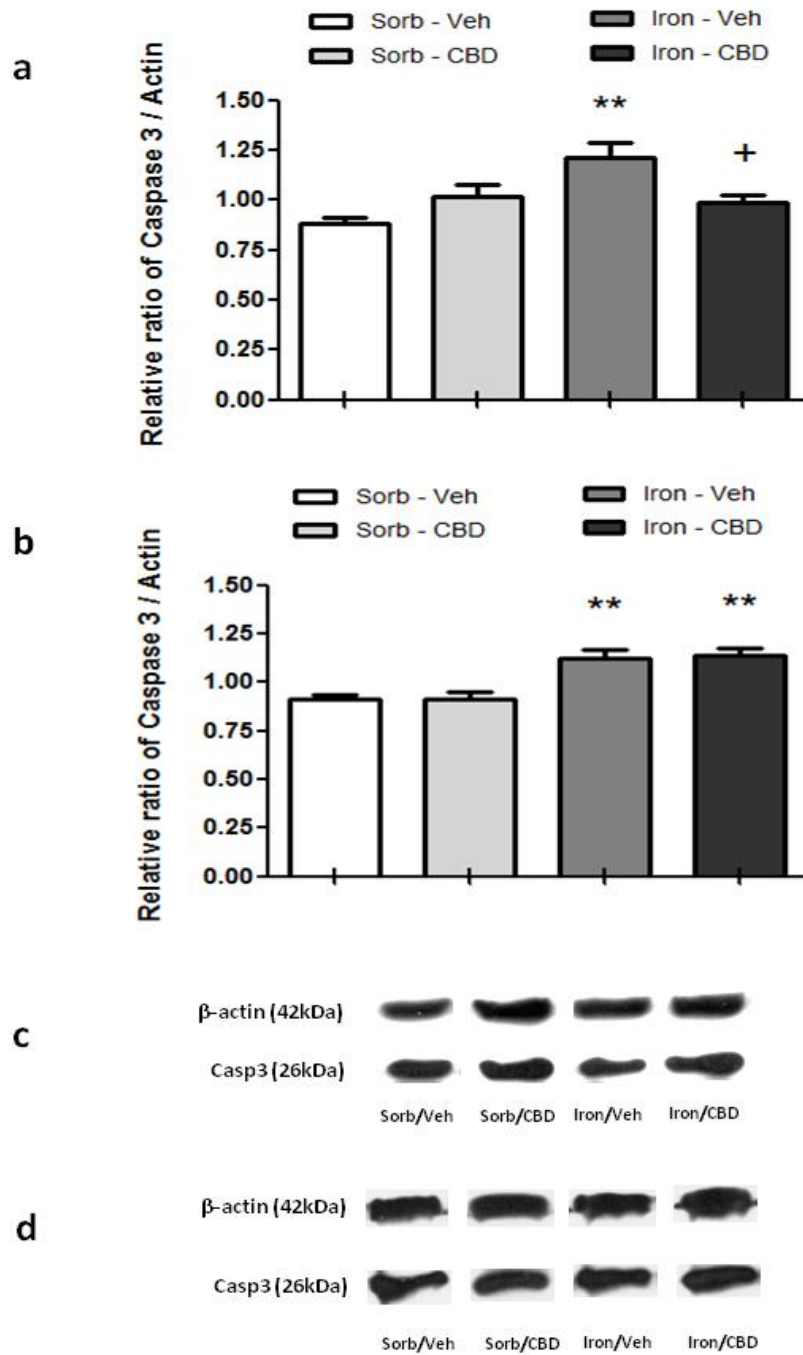 a
Sorb - Veh Iron - Veh
Sorb - CBD Iron - CBD
Relative ratio of Caspase 3 / Actin
1.50
1.25
1.00
0.75
0.50
0.25
0.00
**
+
b
Sorb - Veh Iron - Veh
Sorb - CBD Iron - CBD
Relative ratio of Caspase 3 / Actin
1.50
1.25
1.00
0.75
0.50
0.25
0.00
** **
c
β-actin (42kDa)
Casp3 (26kDa)
Sorb/Veh Sorb/CBD Iron/Veh Iron/CBD
d
β-actin (42kDa)
Casp3 (26kDa)
Sorb/Veh Sorb/CBD Iron/Veh Iron/CBD